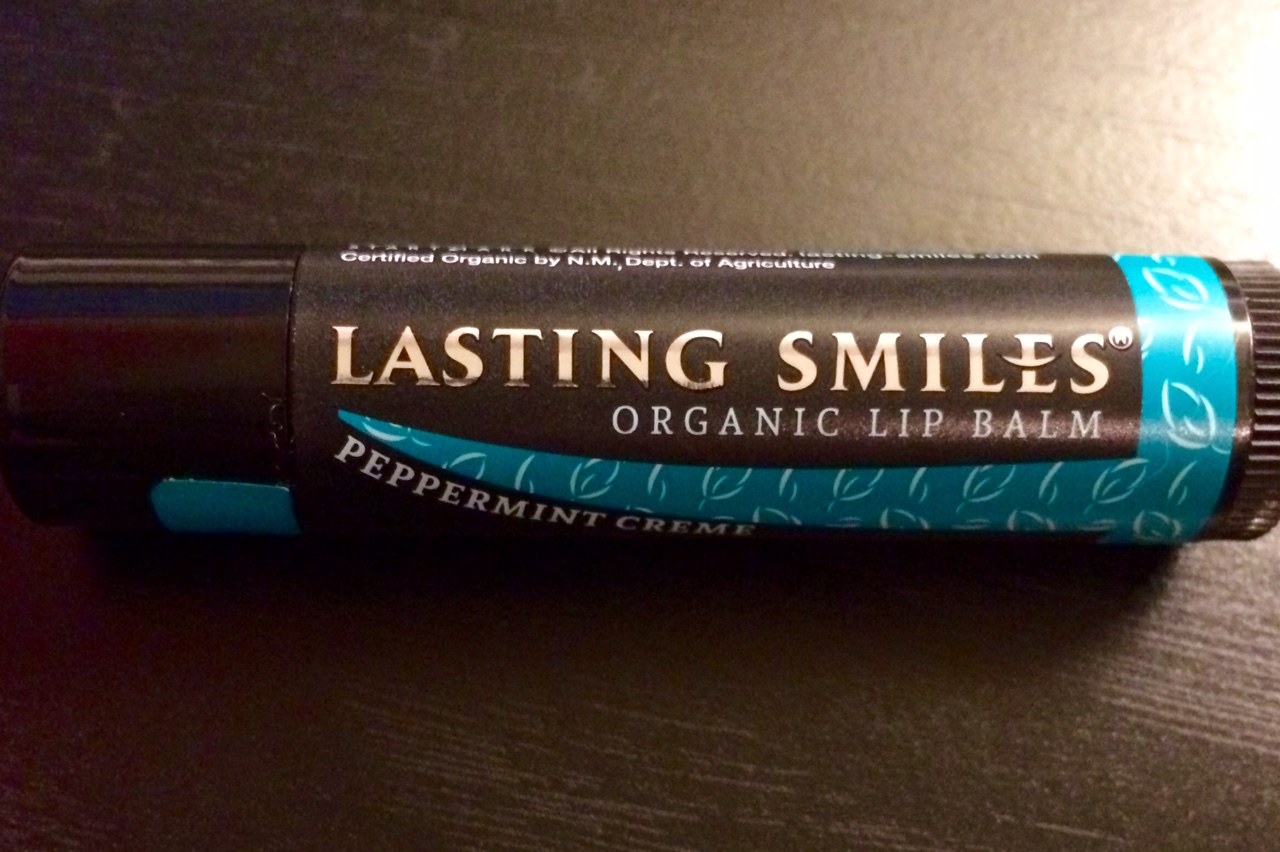 All Rights Reserved. lasting-smiles.com
Certified Organic by N.M., Dept. of Agriculture
LASTING SMILES®
ORGANIC LIP BALM
PEPPERMINT CREME